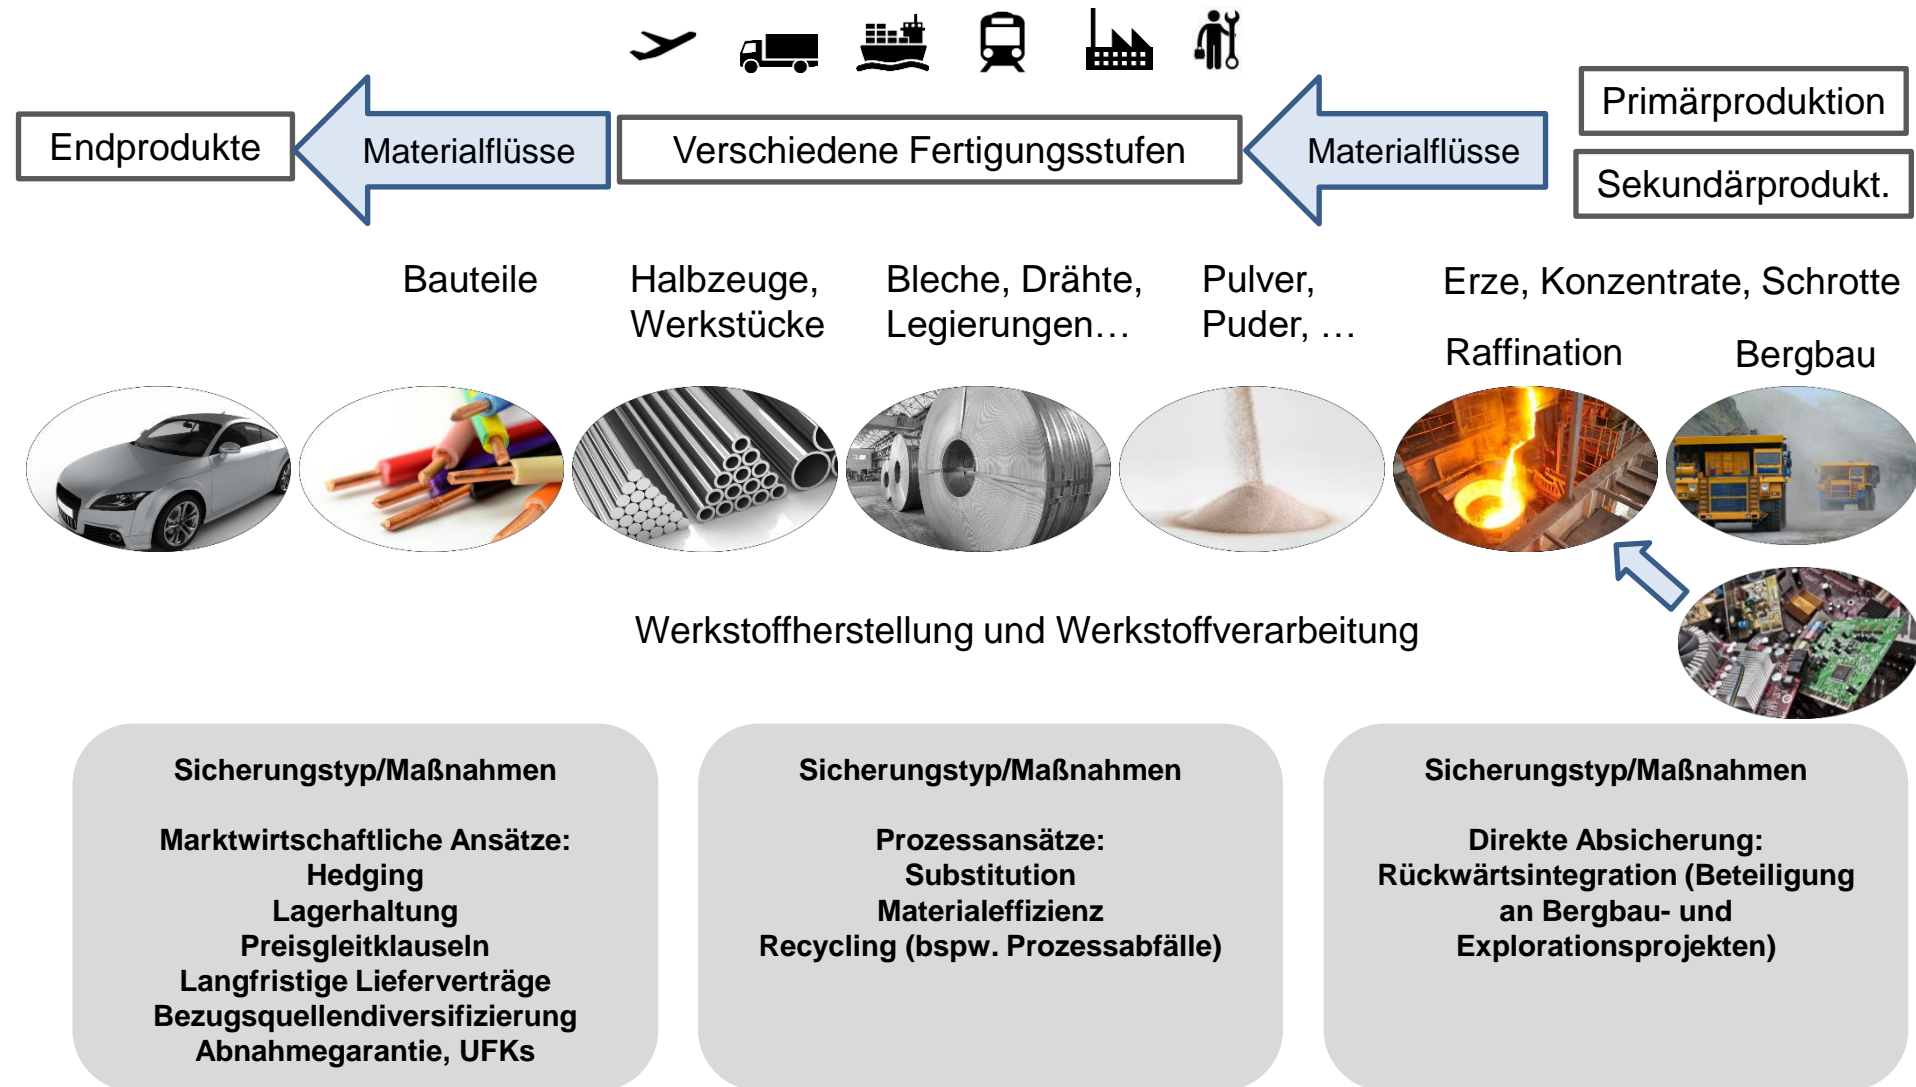 Endprodukte
Materialflüsse
Verschiedene Fertigungsstufen
Materialflüsse
Primärproduktion
Sekundärprodukt.
Bauteile
Halbzeuge,
Werkstücke
Bleche, Drähte,
Legierungen…
Pulver,
Puder, …
Erze, Konzentrate, Schrotte
Raffination
Bergbau
Werkstoffherstellung und Werkstoffverarbeitung
Sicherungstyp/Maßnahmen
Marktwirtschaftliche Ansätze:
Hedging
Lagerhaltung
Preisgleitklauseln
Langfristige Lieferverträge
Bezugsquellendiversifizierung
Abnahmegarantie, UFKs
Sicherungstyp/Maßnahmen
Prozessansätze:
Substitution
Materialeffizienz
Recycling (bspw. Prozessabfälle)
Sicherungstyp/Maßnahmen
Direkte Absicherung:
Rückwärtsintegration (Beteiligung
an Bergbau- und
Explorationsprojekten)